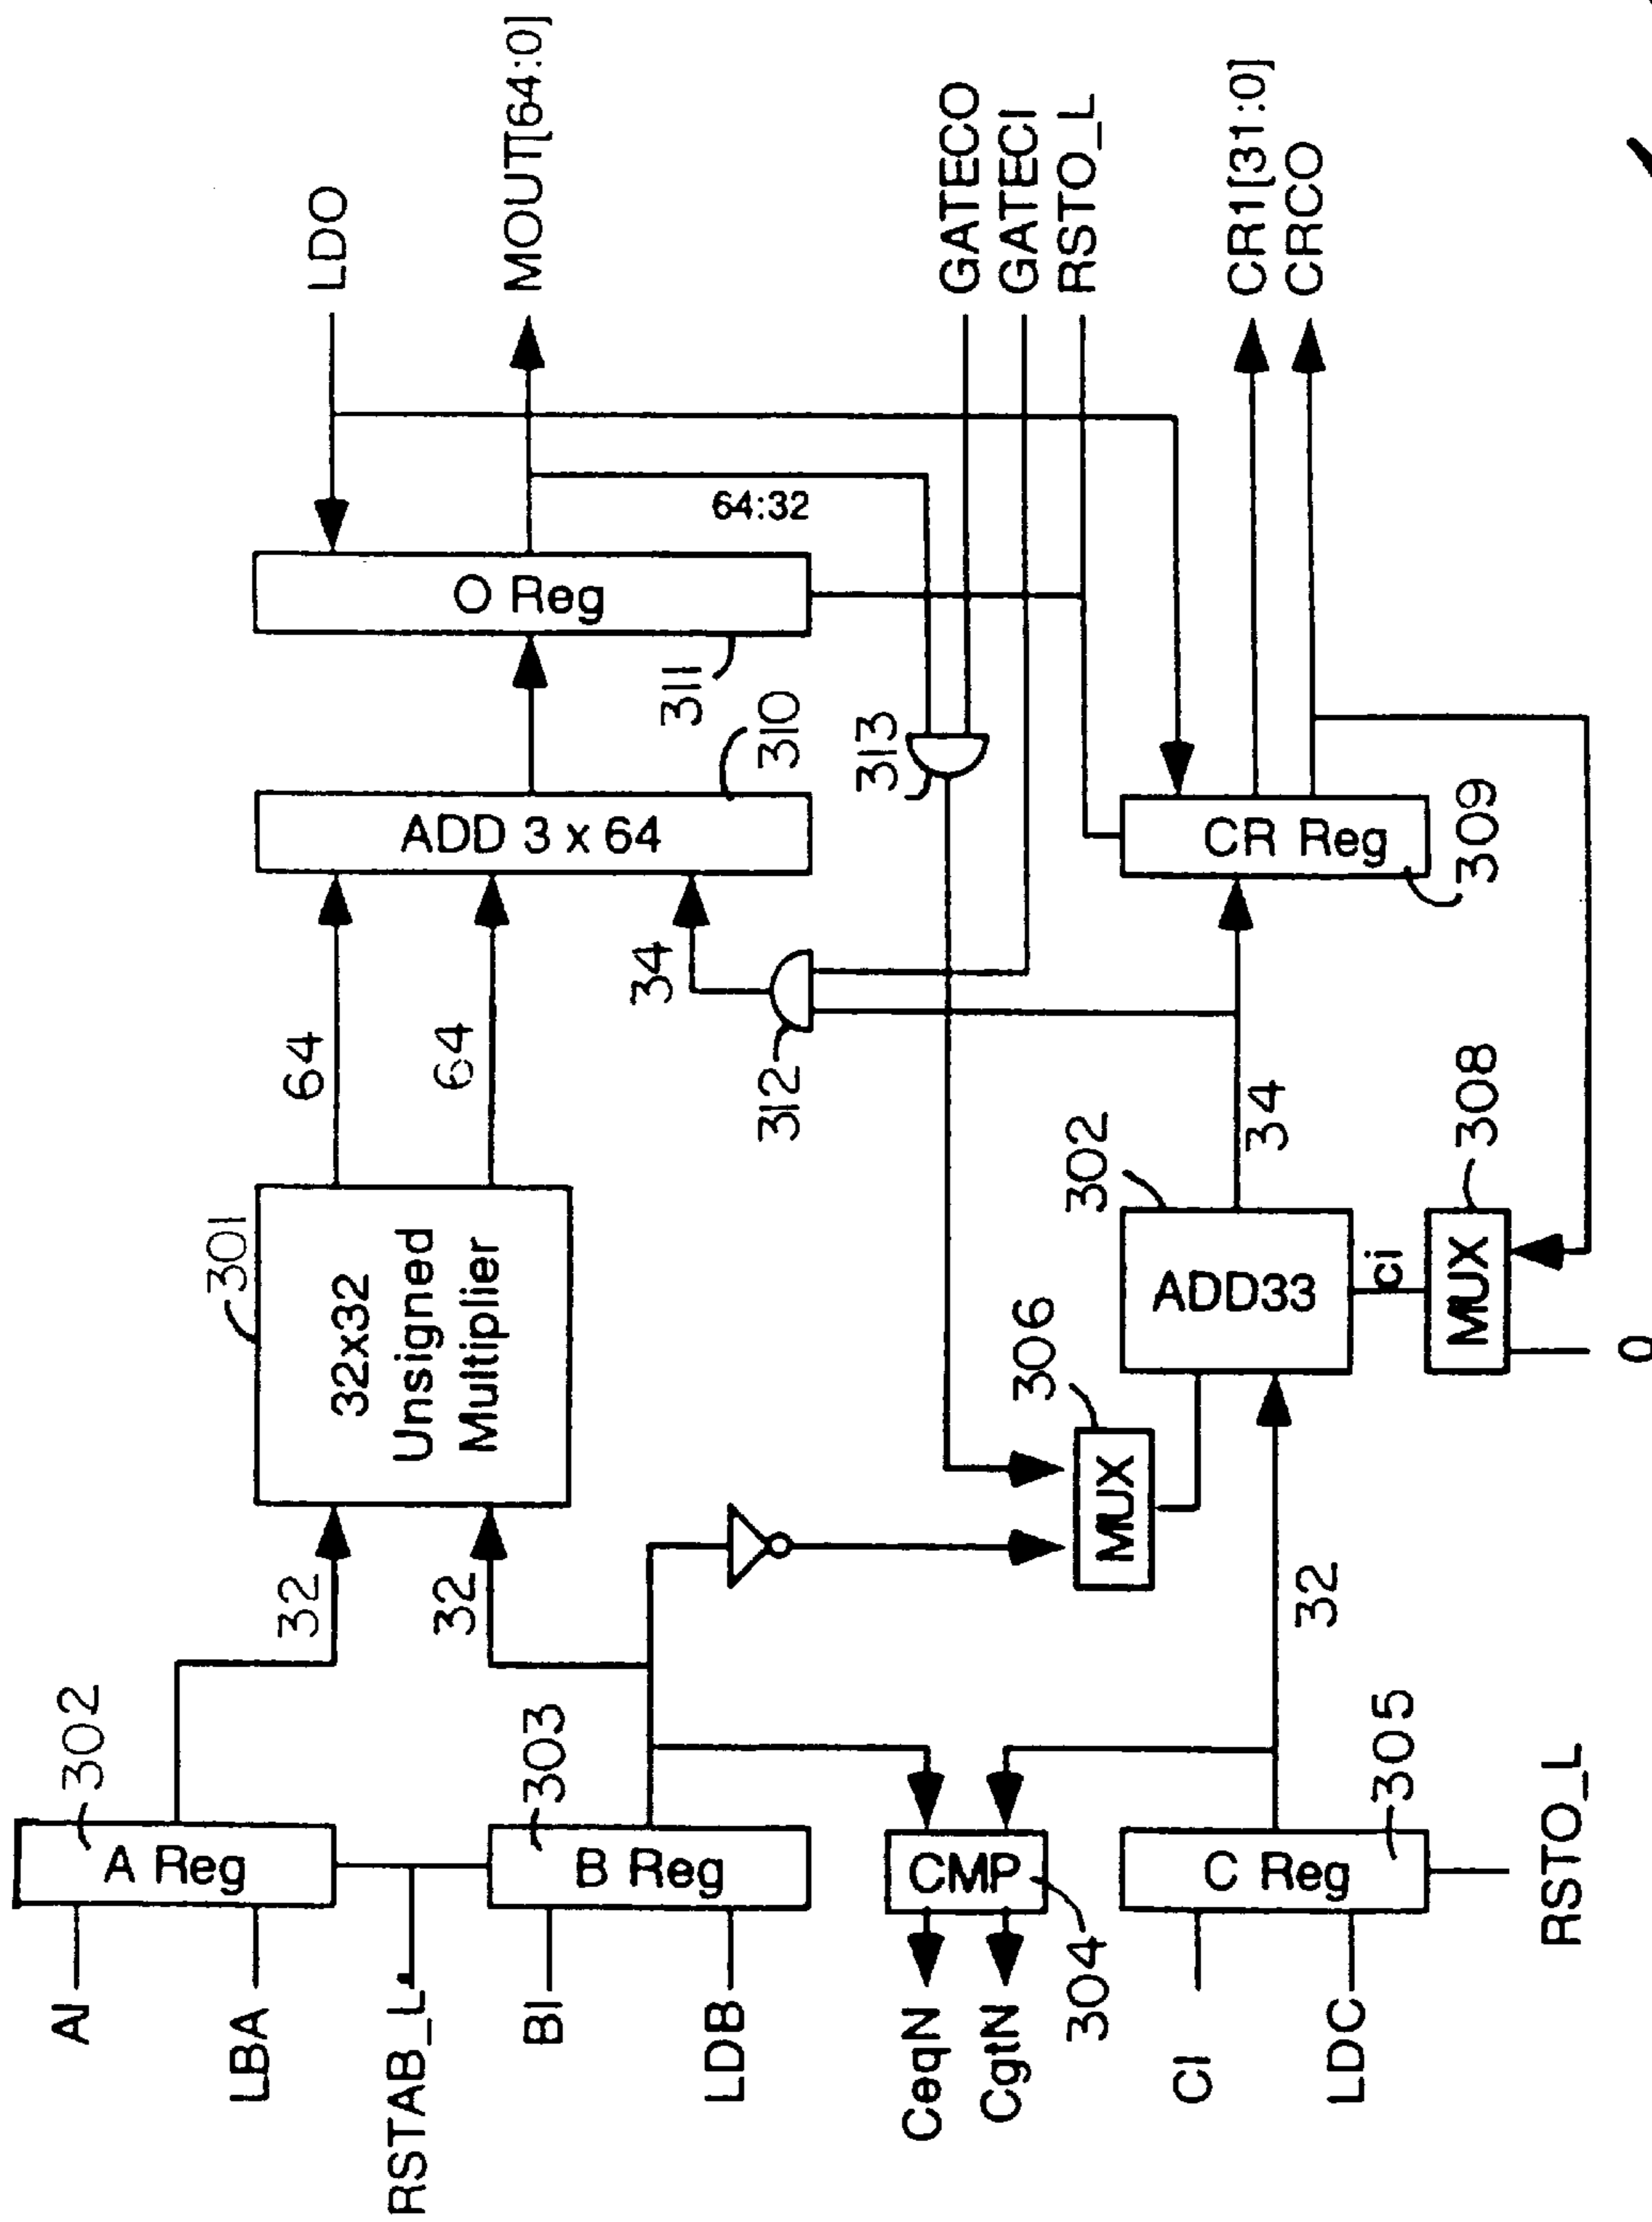 AI
LBA
RSTAB_L
BI
LDB
CeqN
CgtN
CI
LDC
RSTO_L
302
A Reg
303
B Reg
CMP
304
C Reg
305
32
32
32
301
32x32
Unsigned
Multiplier
306
MUX
302
ADD33
ci
MUX
308
0
64
64
34
312
34
ADD 3 x 64
310
313
CR Reg
309
O Reg
311
64:32
LDO
MOUT[64:0]
GATECO
GATECI
RSTO_L
CR1[31:0]
CRCO